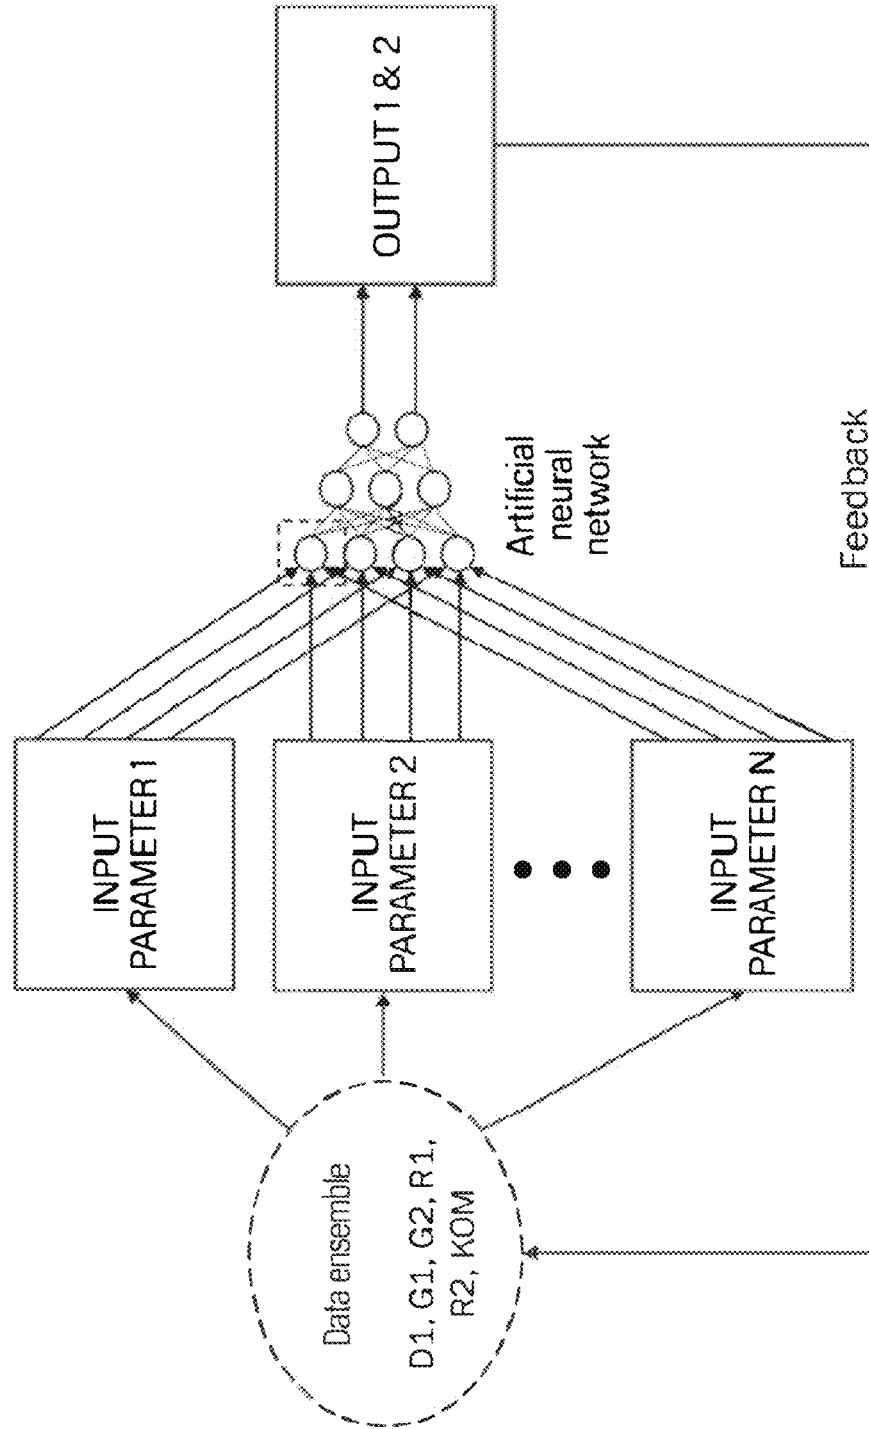 Data ensemble
D1, G1, G2, R1,
R2, KOM
INPUT
PARAMETER 1
INPUT
PARAMETER 2
INPUT
PARAMETER N
Artificial
neural
network
OUTPUT 1 & 2
Feedback